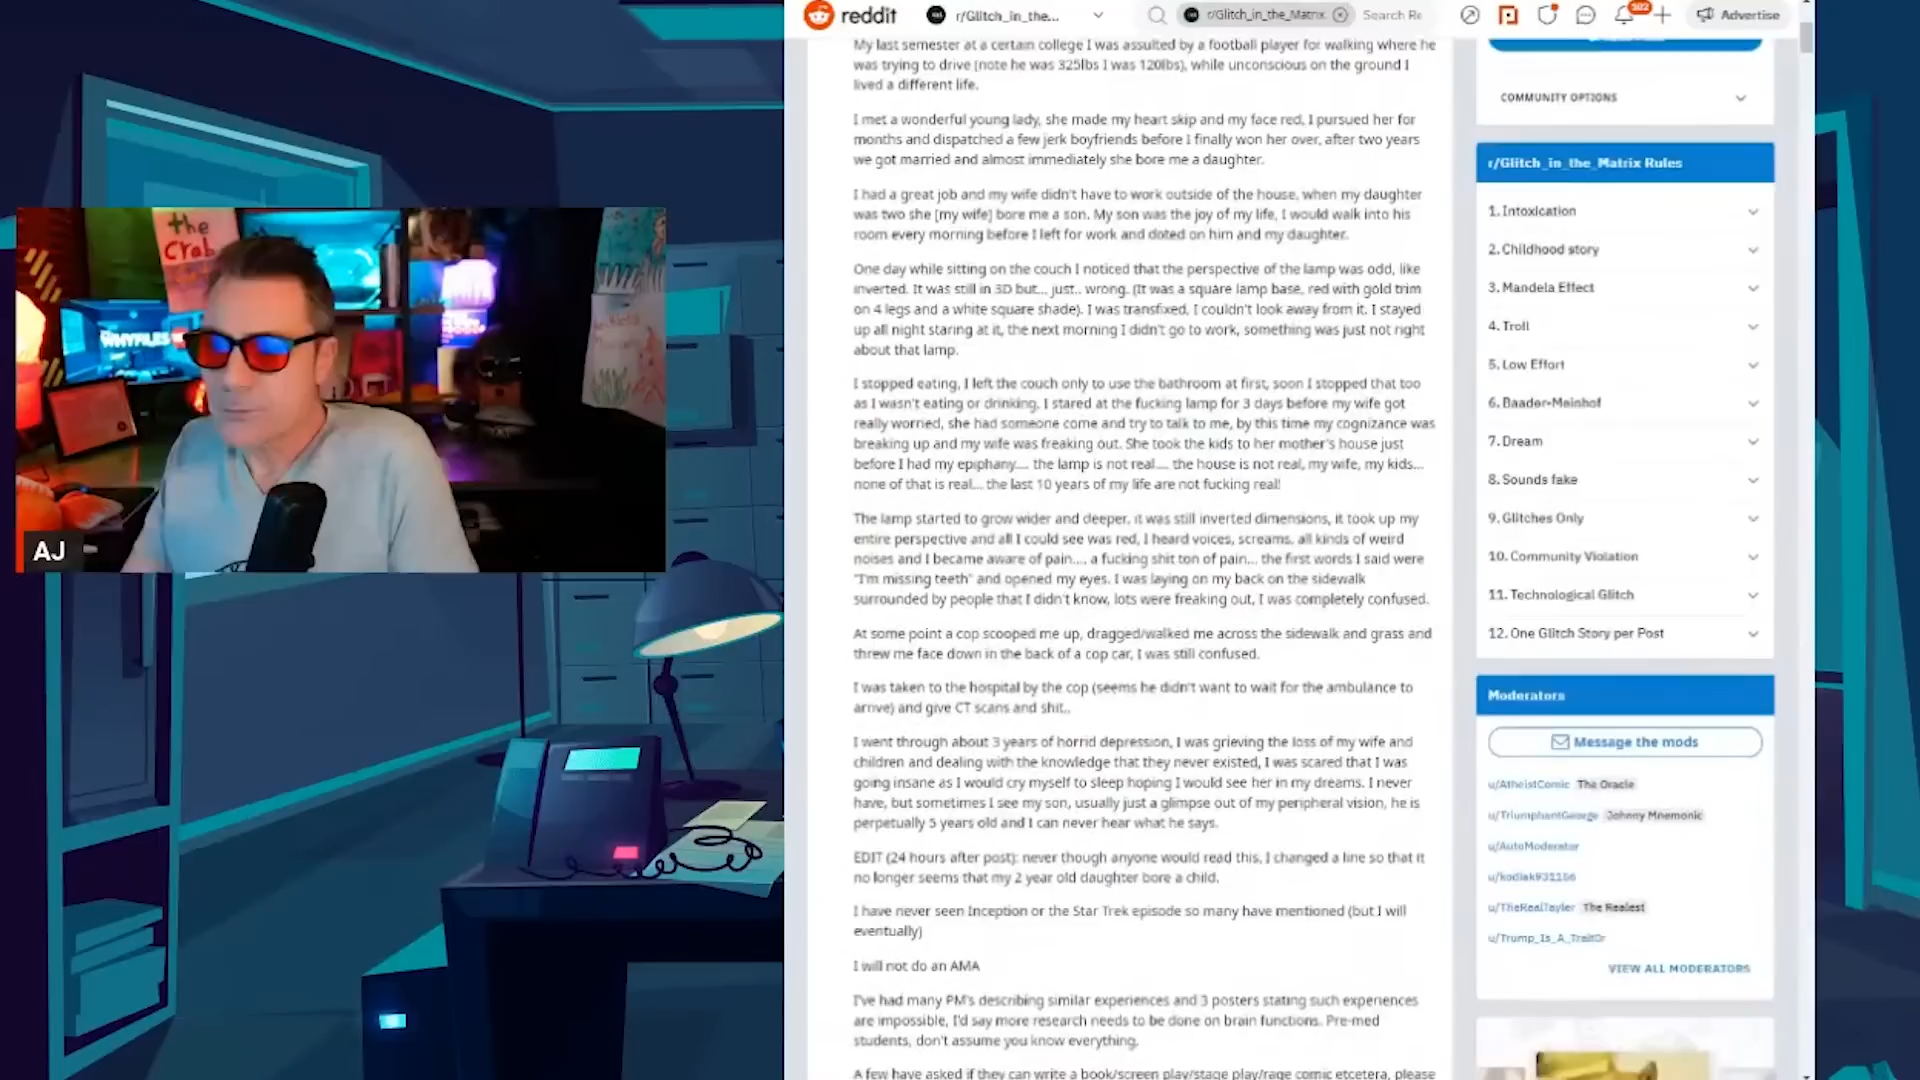 reddit
r/Glitch_in_the...
r/Glitch_in_the_Matrix
Search Re
302
Advertise
My last semester at a certain college I was assulted by a football player for walking where he
was trying to drive [note he was 325lbs I was 120lbs), while unconscious on the ground I
lived a different life.
I met a wonderful young lady, she made my heart skip and my face red, I pursued her for
months and dispatched a few jerk boyfriends before I finally won her over, after two years
we got married and almost immediately she bore me a daughter.
I had a great job and my wife didn't have to work outside of the house, when my daughter
was two she [my wife] bore me a son. My son was the joy of my life, I would walk into his
room every morning before I left for work and doted on him and my daughter.
One day while sitting on the couch I noticed that the perspective of the lamp was odd, like
inverted. It was still in 3D but... just.. wrong. (It was a square lamp base, red with gold trim
on 4 legs and a white square shade). I was transfixed, I couldn't look away from it. I stayed
up all night staring at it, the next morning I didn't go to work, something was just not right
about that lamp.
I stopped eating, I left the couch only to use the bathroom at first, soon I stopped that too
as I wasn't eating or drinking. I stared at the fucking lamp for 3 days before my wife got
really worried, she had someone come and try to talk to me, by this time my cognizance was
breaking up and my wife was freaking out. She took the kids to her mother's house just
before I had my epiphany.... the lamp is not real.... the house is not real, my wife, my kids...
none of that is real... the last 10 years of my life are not fucking real!
The lamp started to grow wider and deeper, it was still inverted dimensions, it took up my
entire perspective and all I could see was red, I heard voices, screams, all kinds of weird
noises and I became aware of pain.... a fucking shit ton of pain... the first words I said were
"I'm missing teeth" and opened my eyes. I was laying on my back on the sidewalk
surrounded by people that I didn't know, lots were freaking out, I was completely confused.
At some point a cop scooped me up, dragged/walked me across the sidewalk and grass and
threw me face down in the back of a cop car, I was still confused.
I was taken to the hospital by the cop (seems he didn't want to wait for the ambulance to
arrive) and give CT scans and shit..
I went through about 3 years of horrid depression, I was grieving the loss of my wife and
children and dealing with the knowledge that they never existed, I was scared that I was
going insane as I would cry myself to sleep hoping I would see her in my dreams. I never
have, but sometimes I see my son, usually just a glimpse out of my peripheral vision, he is
perpetually 5 years old and I can never hear what he says.
EDIT (24 hours after post): never though anyone would read this, I changed a line so that it
no longer seems that my 2 year old daughter bore a child.
I have never seen Inception or the Star Trek episode so many have mentioned (but I will
eventually)
I will not do an AMA
I've had many PM's describing similar experiences and 3 posters stating such experiences
are impossible, I'd say more research needs to be done on brain functions. Pre-med
students, don't assume you know everything.
A few have asked if they can write a book/screen play/stage play/rage comic etcetera, please
COMMUNITY OPTIONS
r/Glitch_in_the_Matrix Rules
1. Intoxication
2. Childhood story
3. Mandela Effect
4. Troll
5. Low Effort
6. Baader-Meinhof
7. Dream
8. Sounds fake
9. Glitches Only
10. Community Violation
11. Technological Glitch
12. One Glitch Story per Post
Moderators
Message the mods
u/AtheistComic The Oracle
u/TriumphantGeorge Johnny Mnemonic
u/AutoModerator
u/kodiak931156
u/TheRealTayler The Realest
u/Trump_Is_A_Trait0r
VIEW ALL MODERATORS
the
Crab
WHYFILES
AJ